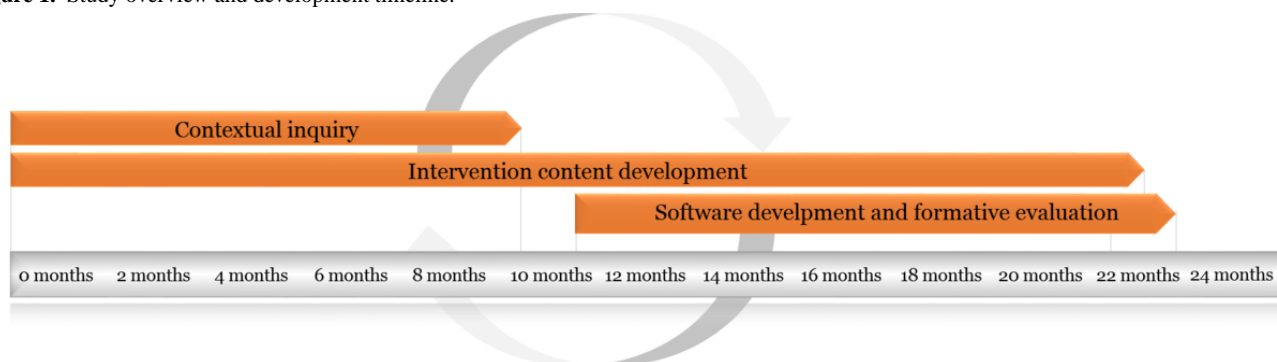 Study overview and development timeline.
Contextual inquiry
Intervention content development
Software develpment and formative evaluation
0 months 2 months 4 months 6 months 8 months 10 months 12 months 14 months 16 months 18 months 20 months 22 months 24 months